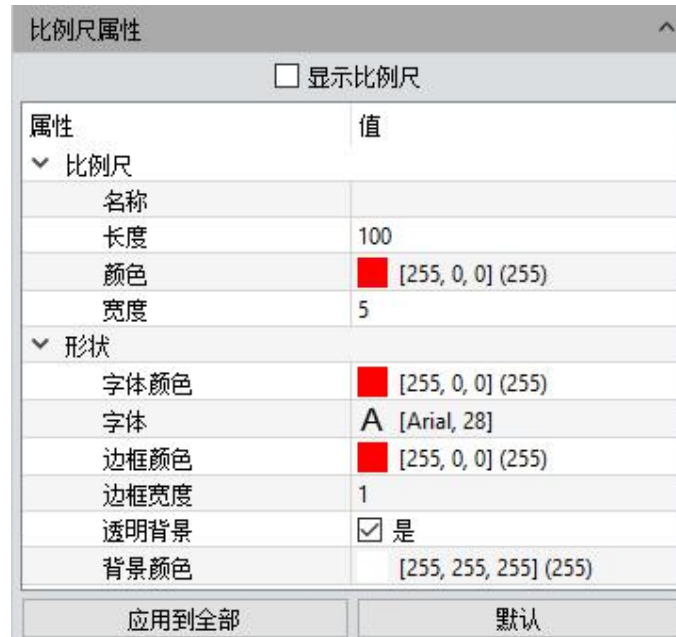 比例尺属性
显示比例尺
属性 值
比例尺
名称
长度 100
颜色 [255, 0, 0] (255)
宽度 5
形状
字体颜色 [255, 0, 0] (255)
字体 A [Arial, 28]
边框颜色 [255, 0, 0] (255)
边框宽度 1
透明背景 是
背景颜色 [255, 255, 255] (255)
应用到全部 默认